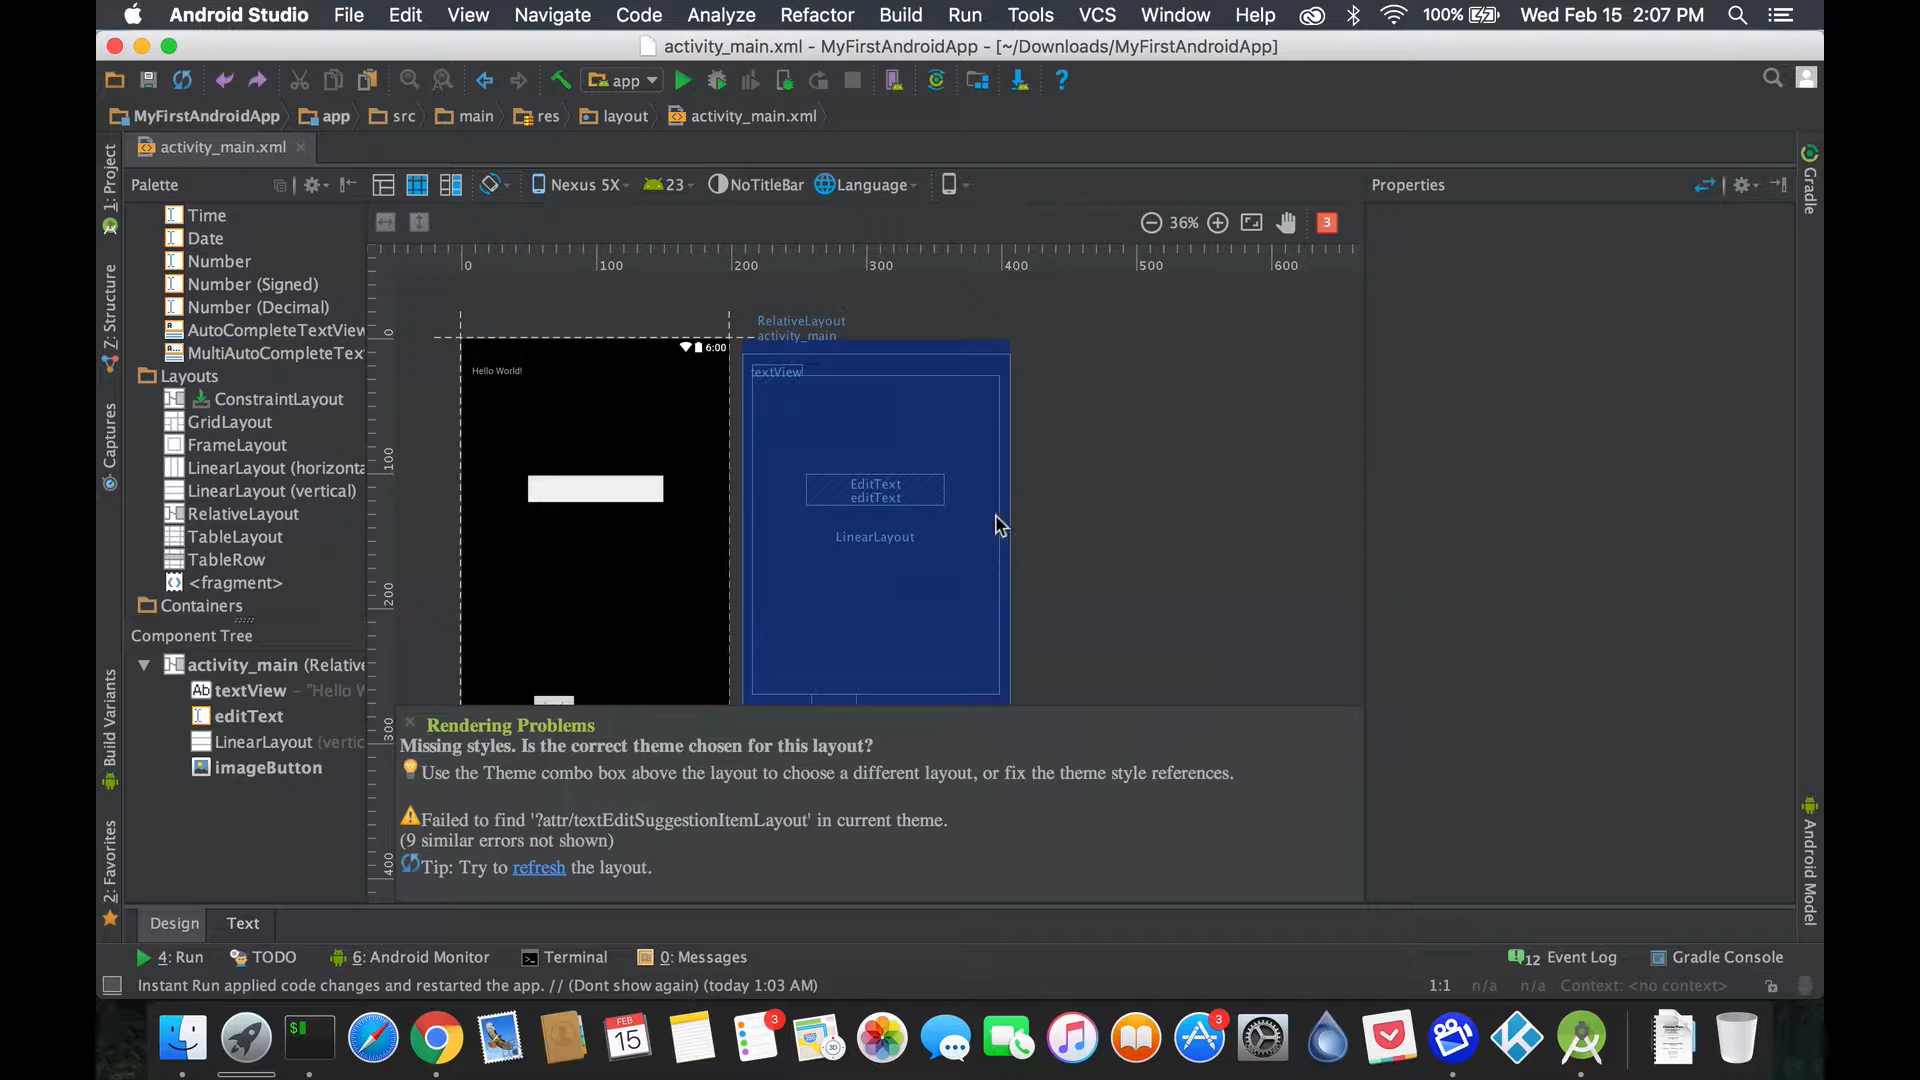 Android Studio File Edit View Navigate Code Analyze Refactor Build Run Tools VCS Window Help 100% Wed Feb 15 2:07 PM
activity_main.xml - MyFirstAndroidApp - [~/Downloads/MyFirstAndroidApp]
app
MyFirstAndroidApp app src main res layout activity_main.xml
activity_main.xml
1: Project
Z: Structure
Captures
Build Variants
2: Favorites
Palette
Nexus 5X 23 NoTitleBar Language
Properties
Gradle
Android Model
36% 3
Time
Date
Number
Number (Signed)
Number (Decimal)
AutoCompleteTextView
MultiAutoCompleteTex
Layouts
ConstraintLayout
GridLayout
FrameLayout
LinearLayout (horizonta
LinearLayout (vertical)
RelativeLayout
TableLayout
TableRow
<fragment>
Containers
Component Tree
activity_main (Relative
textView - "Hello W
editText
LinearLayout (vertic
imageButton
0 100 200 300 400 500 600
0
100
200
300
400
6:00
Hello World!
RelativeLayout
activity_main
textView
EditText
editText
LinearLayout
Rendering Problems
Missing styles. Is the correct theme chosen for this layout?
Use the Theme combo box above the layout to choose a different layout, or fix the theme style references.
Failed to find '?attr/textEditSuggestionItemLayout' in current theme.
(9 similar errors not shown)
Tip: Try to refresh the layout.
Design Text
4: Run TODO 6: Android Monitor Terminal 0: Messages 12 Event Log Gradle Console
Instant Run applied code changes and restarted the app. // (Dont show again) (today 1:03 AM) 1:1 n/a n/a Context: <no context>
$
FEB
15
3
3D
3